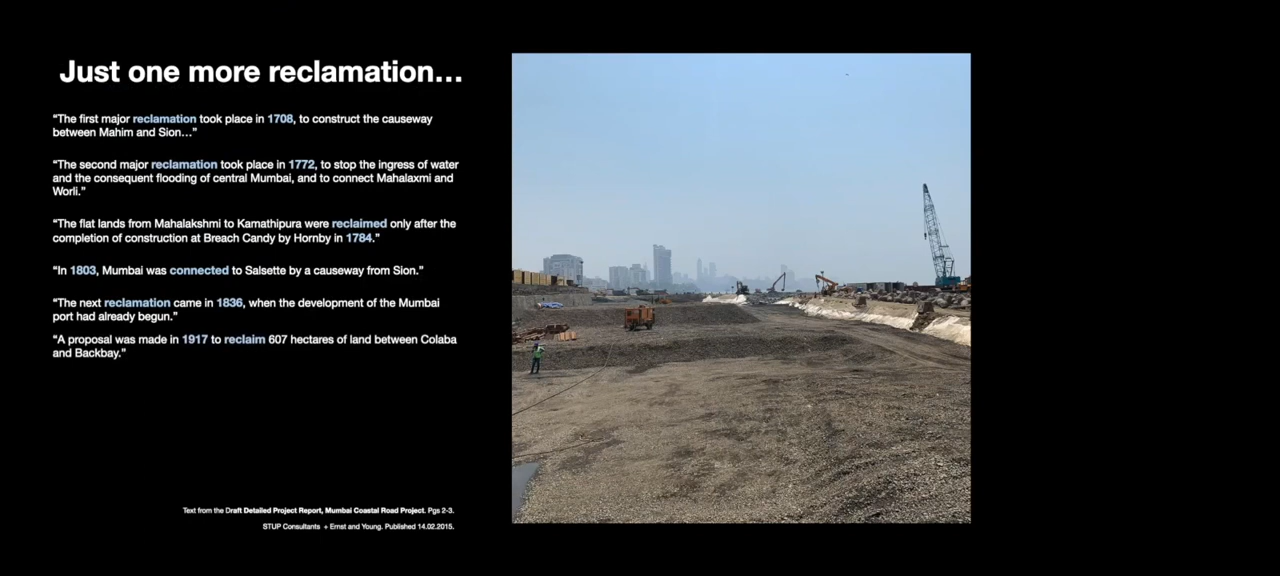 Just one more reclamation…
“The first major reclamation took place in 1708, to construct the causeway
between Mahim and Sion…”
“The second major reclamation took place in 1772, to stop the ingress of water
and the consequent flooding of central Mumbai, and to connect Mahalaxmi and
Worli.”
“The flat lands from Mahalakshmi to Kamathipura were reclaimed only after the
completion of construction at Breach Candy by Hornby in 1784.”
“In 1803, Mumbai was connected to Salsette by a causeway from Sion.”
“The next reclamation came in 1836, when the development of the Mumbai
port had already begun.”
“A proposal was made in 1917 to reclaim 607 hectares of land between Colaba
and Backbay.”
Text from the Draft Detailed Project Report, Mumbai Coastal Road Project. Pgs 2-3.
STUP Consultants + Ernst and Young. Published 14.02.2015.